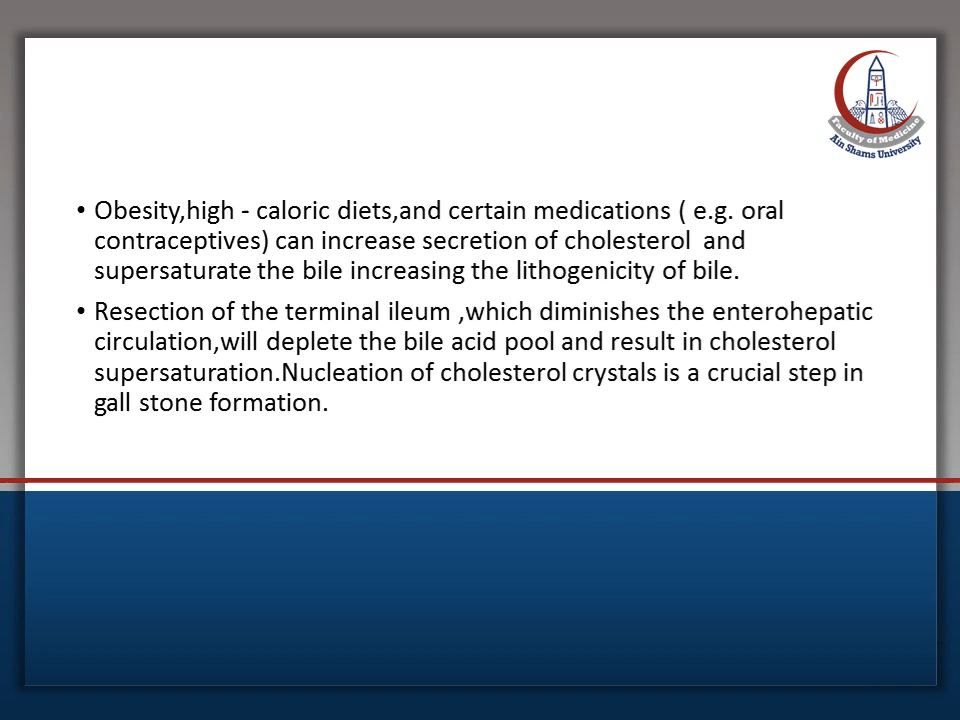 Faculty of Medicine
Ain Shams University
• Obesity,high - caloric diets,and certain medications ( e.g. oral
contraceptives) can increase secretion of cholesterol  and
supersaturate the bile increasing the lithogenicity of bile.
• Resection of the terminal ileum ,which diminishes the enterohepatic
circulation,will deplete the bile acid pool and result in cholesterol
supersaturation.Nucleation of cholesterol crystals is a crucial step in
gall stone formation.